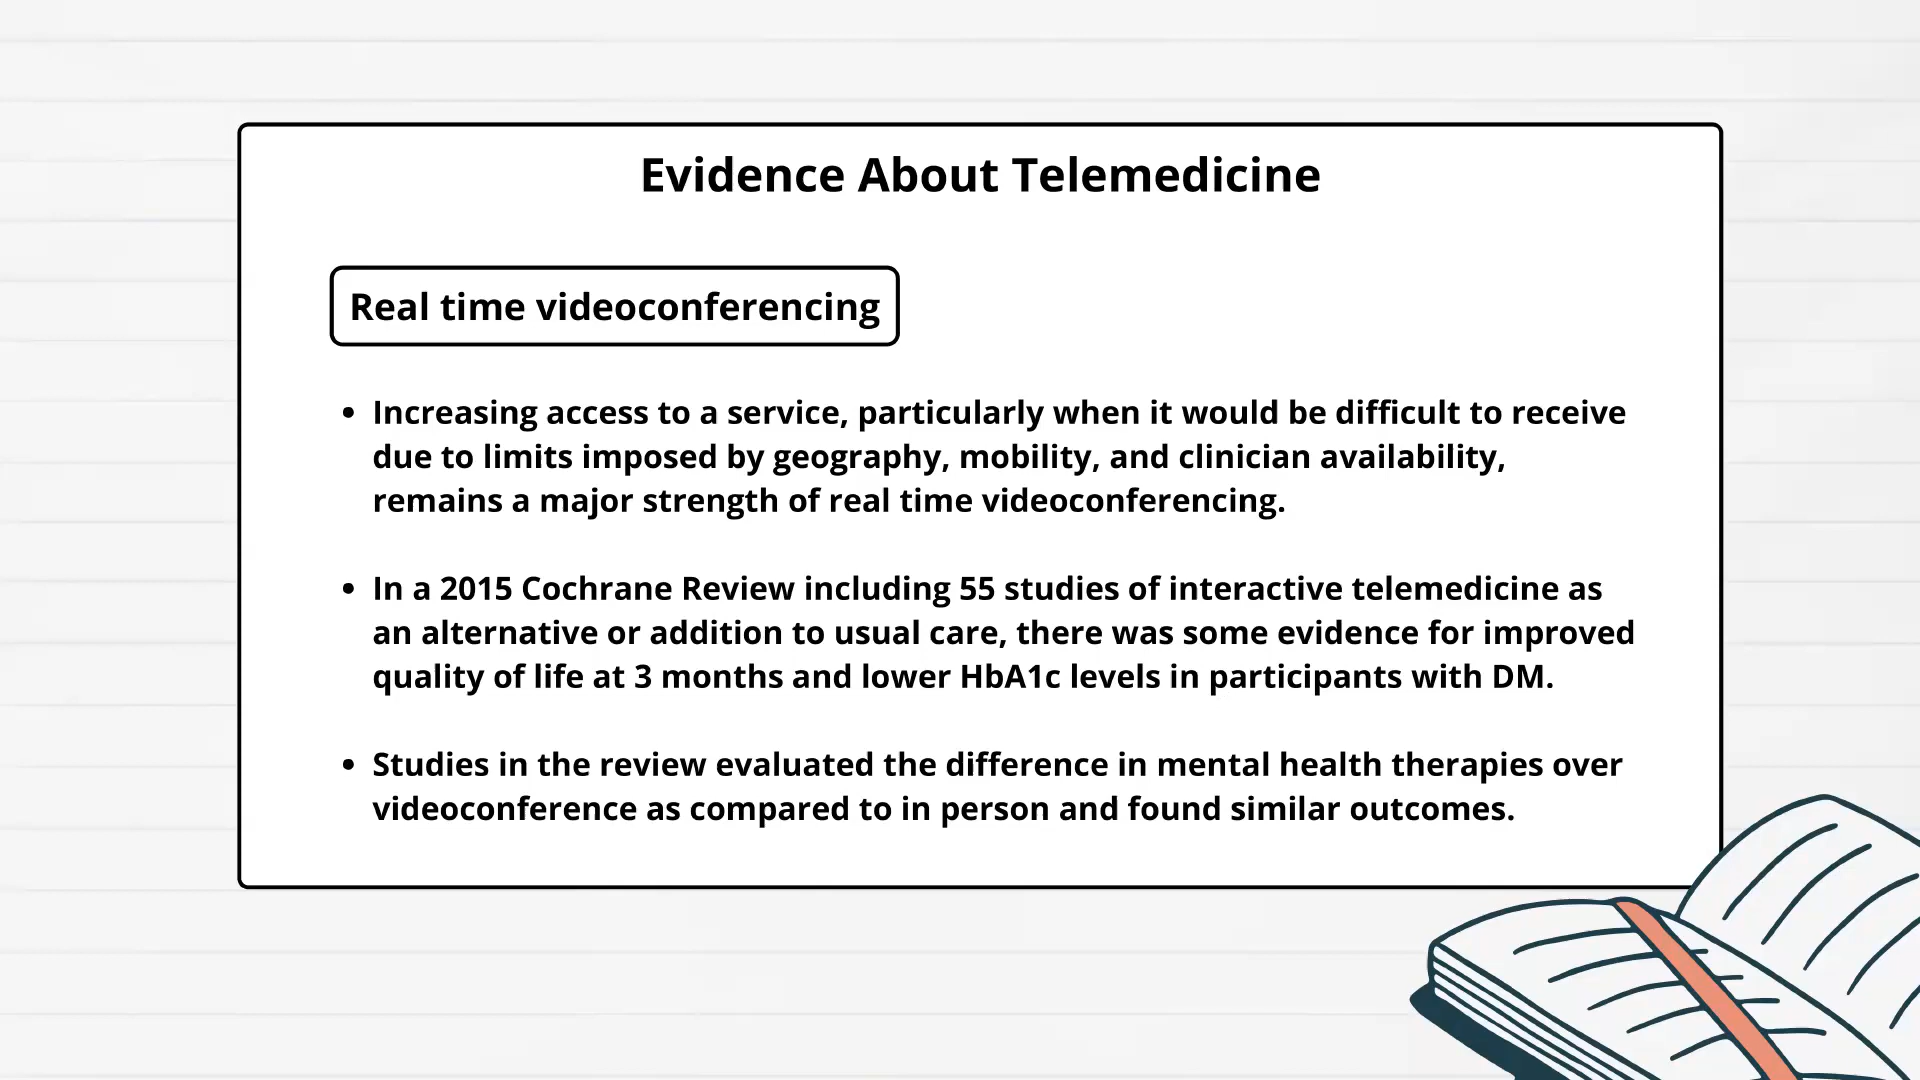 Evidence About Telemedicine
Real time videoconferencing
• Increasing access to a service, particularly when it would be difficult to receive
due to limits imposed by geography, mobility, and clinician availability,
remains a major strength of real time videoconferencing.
• In a 2015 Cochrane Review including 55 studies of interactive telemedicine as
an alternative or addition to usual care, there was some evidence for improved
quality of life at 3 months and lower HbA1c levels in participants with DM.
• Studies in the review evaluated the difference in mental health therapies over
videoconference as compared to in person and found similar outcomes.